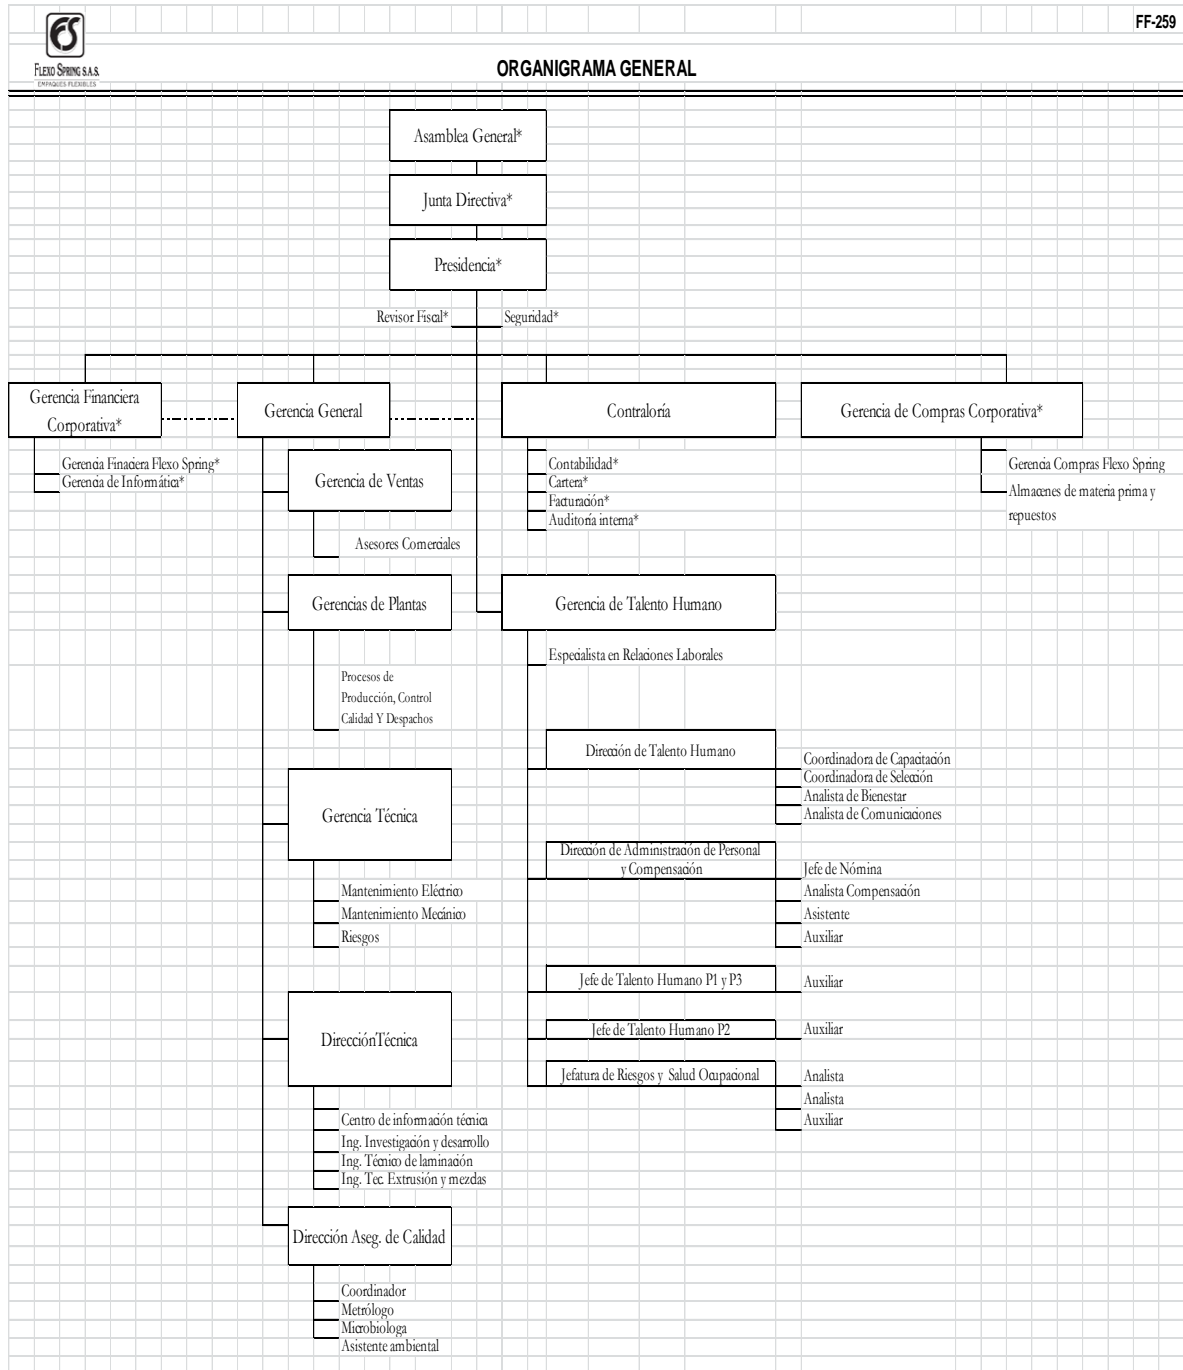 FF-259
FLEXO SPRING S.A.S.
EMPAQUES FLEXIBLES
ORGANIGRAMA GENERAL
Asamblea General*
Junta Directiva*
Presidencia*
Revisor Fiscal*
Seguridad*
Gerencia Financiera
Corporativa*
Gerencia General
Contraloría
Gerencia de Compras Corporativa*
Gerencia Finaciera Flexo Spring*
Gerencia de Informática*
Gerencia de Ventas
Asesores Comerciales
Contabilidad*
Cartera*
Facturación*
Auditoría interna*
Gerencia Compras Flexo Spring
Almacenes de materia prima y
repuestos
Gerencias de Plantas
Procesos de
Producción, Control
Calidad Y Despachos
Gerencia de Talento Humano
Especialista en Relaciones Laborales
Dirección de Talento Humano
Coordinadora de Capacitación
Coordinadora de Selección
Analista de Bienestar
Analista de Comunicaciones
Gerencia Técnica
Mantenimiento Eléctrico
Mantenimiento Mecánico
Riesgos
Dirección de Administración de Personal
y Compensación
Jefe de Nómina
Analista Compensación
Asistente
Auxiliar
Jefe de Talento Humano P1 y P3
Auxiliar
Jefe de Talento Humano P2
Auxiliar
Jefatura de Riesgos y Salud Ocupacional
Analista
Analista
Auxiliar
DirecciónTécnica
Centro de información técnica
Ing. Investigación y desarrollo
Ing. Técnico de laminación
Ing. Tec. Extrusión y mezclas
Dirección Aseg. de Calidad
Coordinador
Metrólogo
Microbiologa
Asistente ambiental